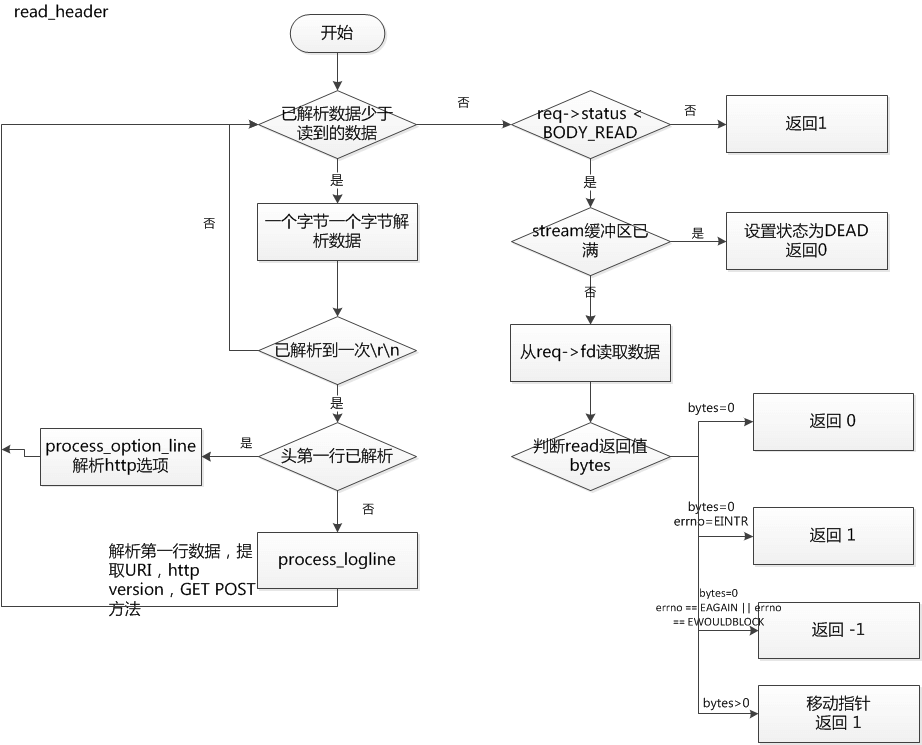 read_header
开始
已解析数据少于
读到的数据
否
req->status <
BODY_READ
否
返回1
是
是
一个字节一个字节解
析数据
否
stream缓冲区已
满
是
设置状态为DEAD
返回0
否
已解析到一次\r\n
从req->fd读取数据
是
头第一行已解析
是
process_option_line
解析http选项
判断read返回值
bytes
bytes=0
返回 0
否
bytes=0
errno=EINTR
返回 1
process_logline
解析第一行数据，提
取URI，http
version，GET POST
方法
bytes=0
errno == EAGAIN || errno
== EWOULDBLOCK
返回 -1
bytes>0
移动指针
返回 1